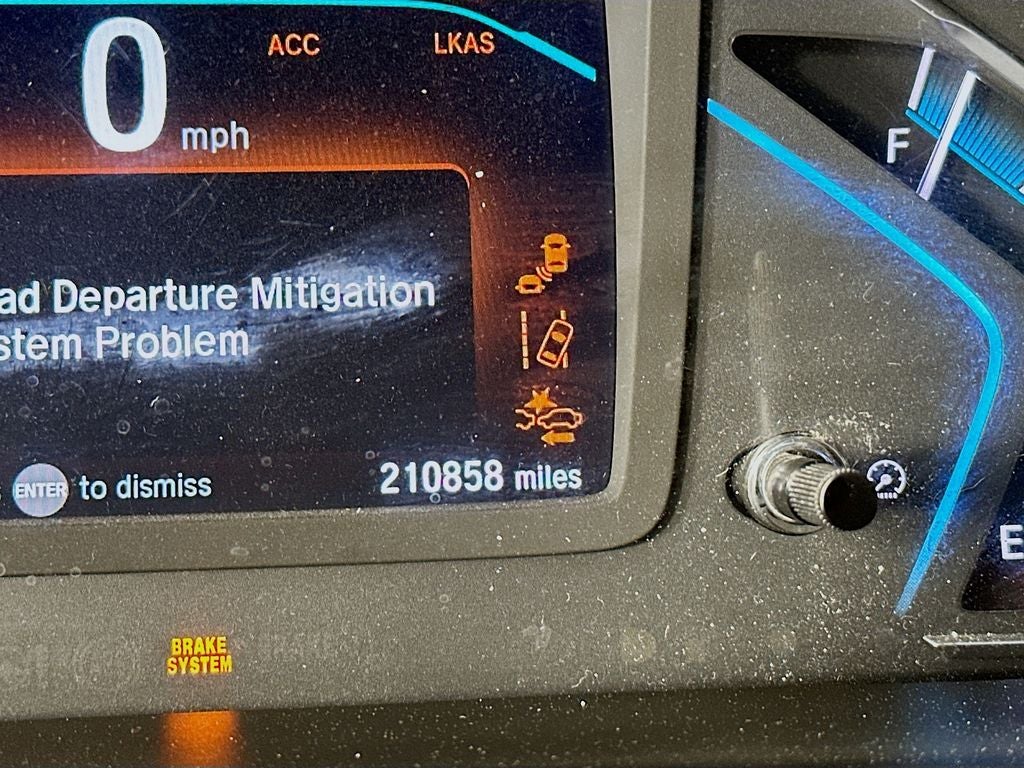 0 mph
ACC
LKAS
F
ad Departure Mitigation
stem Problem
ENTER to dismiss
210858 miles
E
BRAKE
SYSTEM